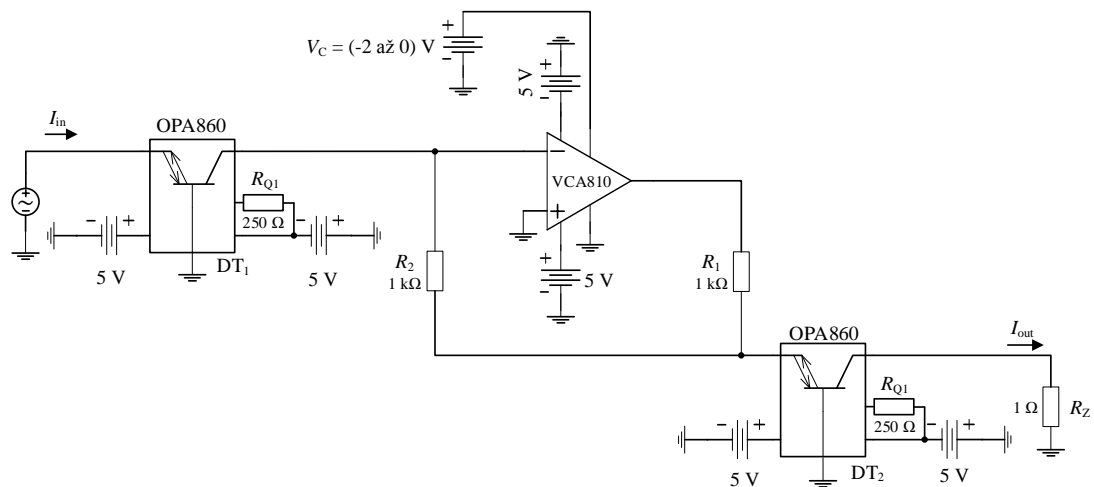 +
V_C = (-2 až 0) V
-
+
5 V
-
I_in
OPA860
-
VCA810
+
R_Q1
250 Ω
- +
- +
5 V
DT_1
5 V
R_2
1 kΩ
+
5 V
-
R_1
1 kΩ
OPA860
I_out
R_Q1
250 Ω
1 Ω
R_Z
- +
- +
5 V
DT_2
5 V